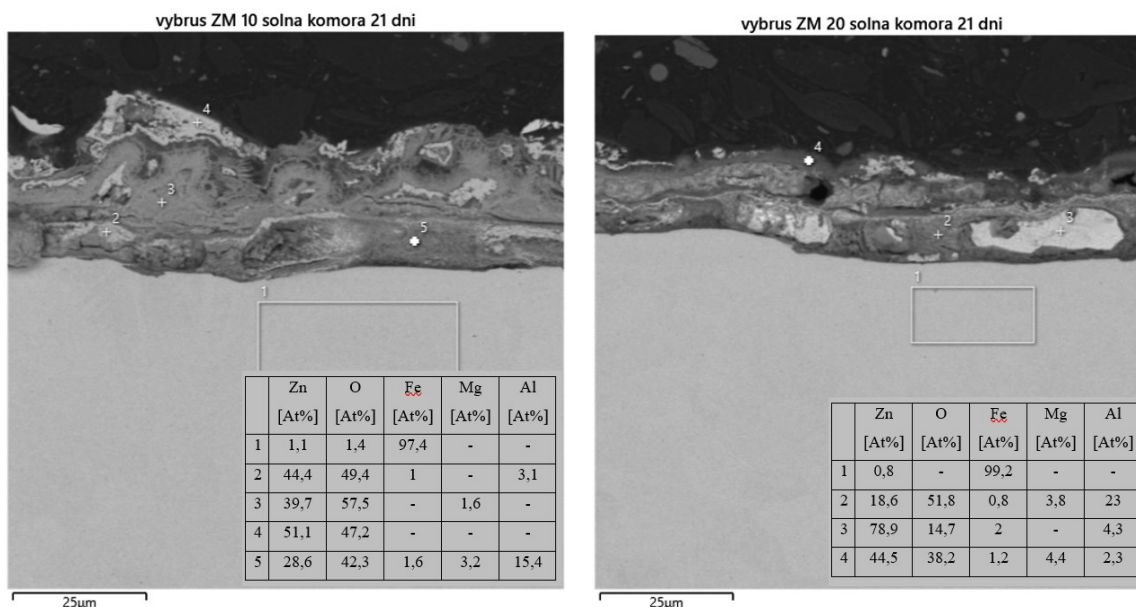 vybrus ZM 10 solna komora 21 dni
4
3
2
5
1
Zn O Fe Mg Al
[At%] [At%] [At%] [At%] [At%]
1 1,1 1,4 97,4 - -
2 44,4 49,4 1 - 3,1
3 39,7 57,5 - 1,6 -
4 51,1 47,2 - - -
5 28,6 42,3 1,6 3,2 15,4
25µm
vybrus ZM 20 solna komora 21 dni
4
3
2
1
Zn O Fe Mg Al
[At%] [At%] [At%] [At%] [At%]
1 0,8 - 99,2 - -
2 18,6 51,8 0,8 3,8 23
3 78,9 14,7 2 - 4,3
4 44,5 38,2 1,2 4,4 2,3
25µm